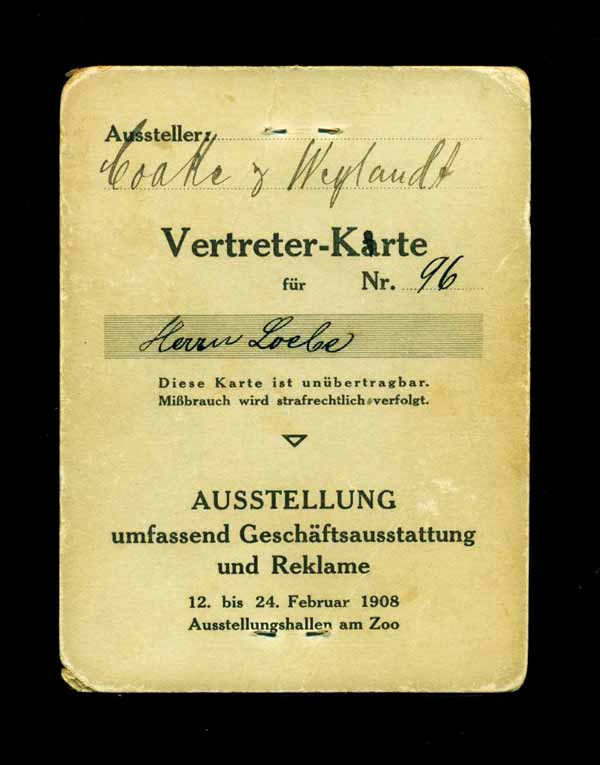 Aussteller:
Weylandt
Vertreter-Karte
für Nr. 96
Herrn Loebe
Diese Karte ist unübertragbar.
Mißbrauch wird strafrechtlich verfolgt.
AUSSTELLUNG
umfassend Geschäftsausstattung
und Reklame
12. bis 24. Februar 1908
Ausstellungshallen am Zoo